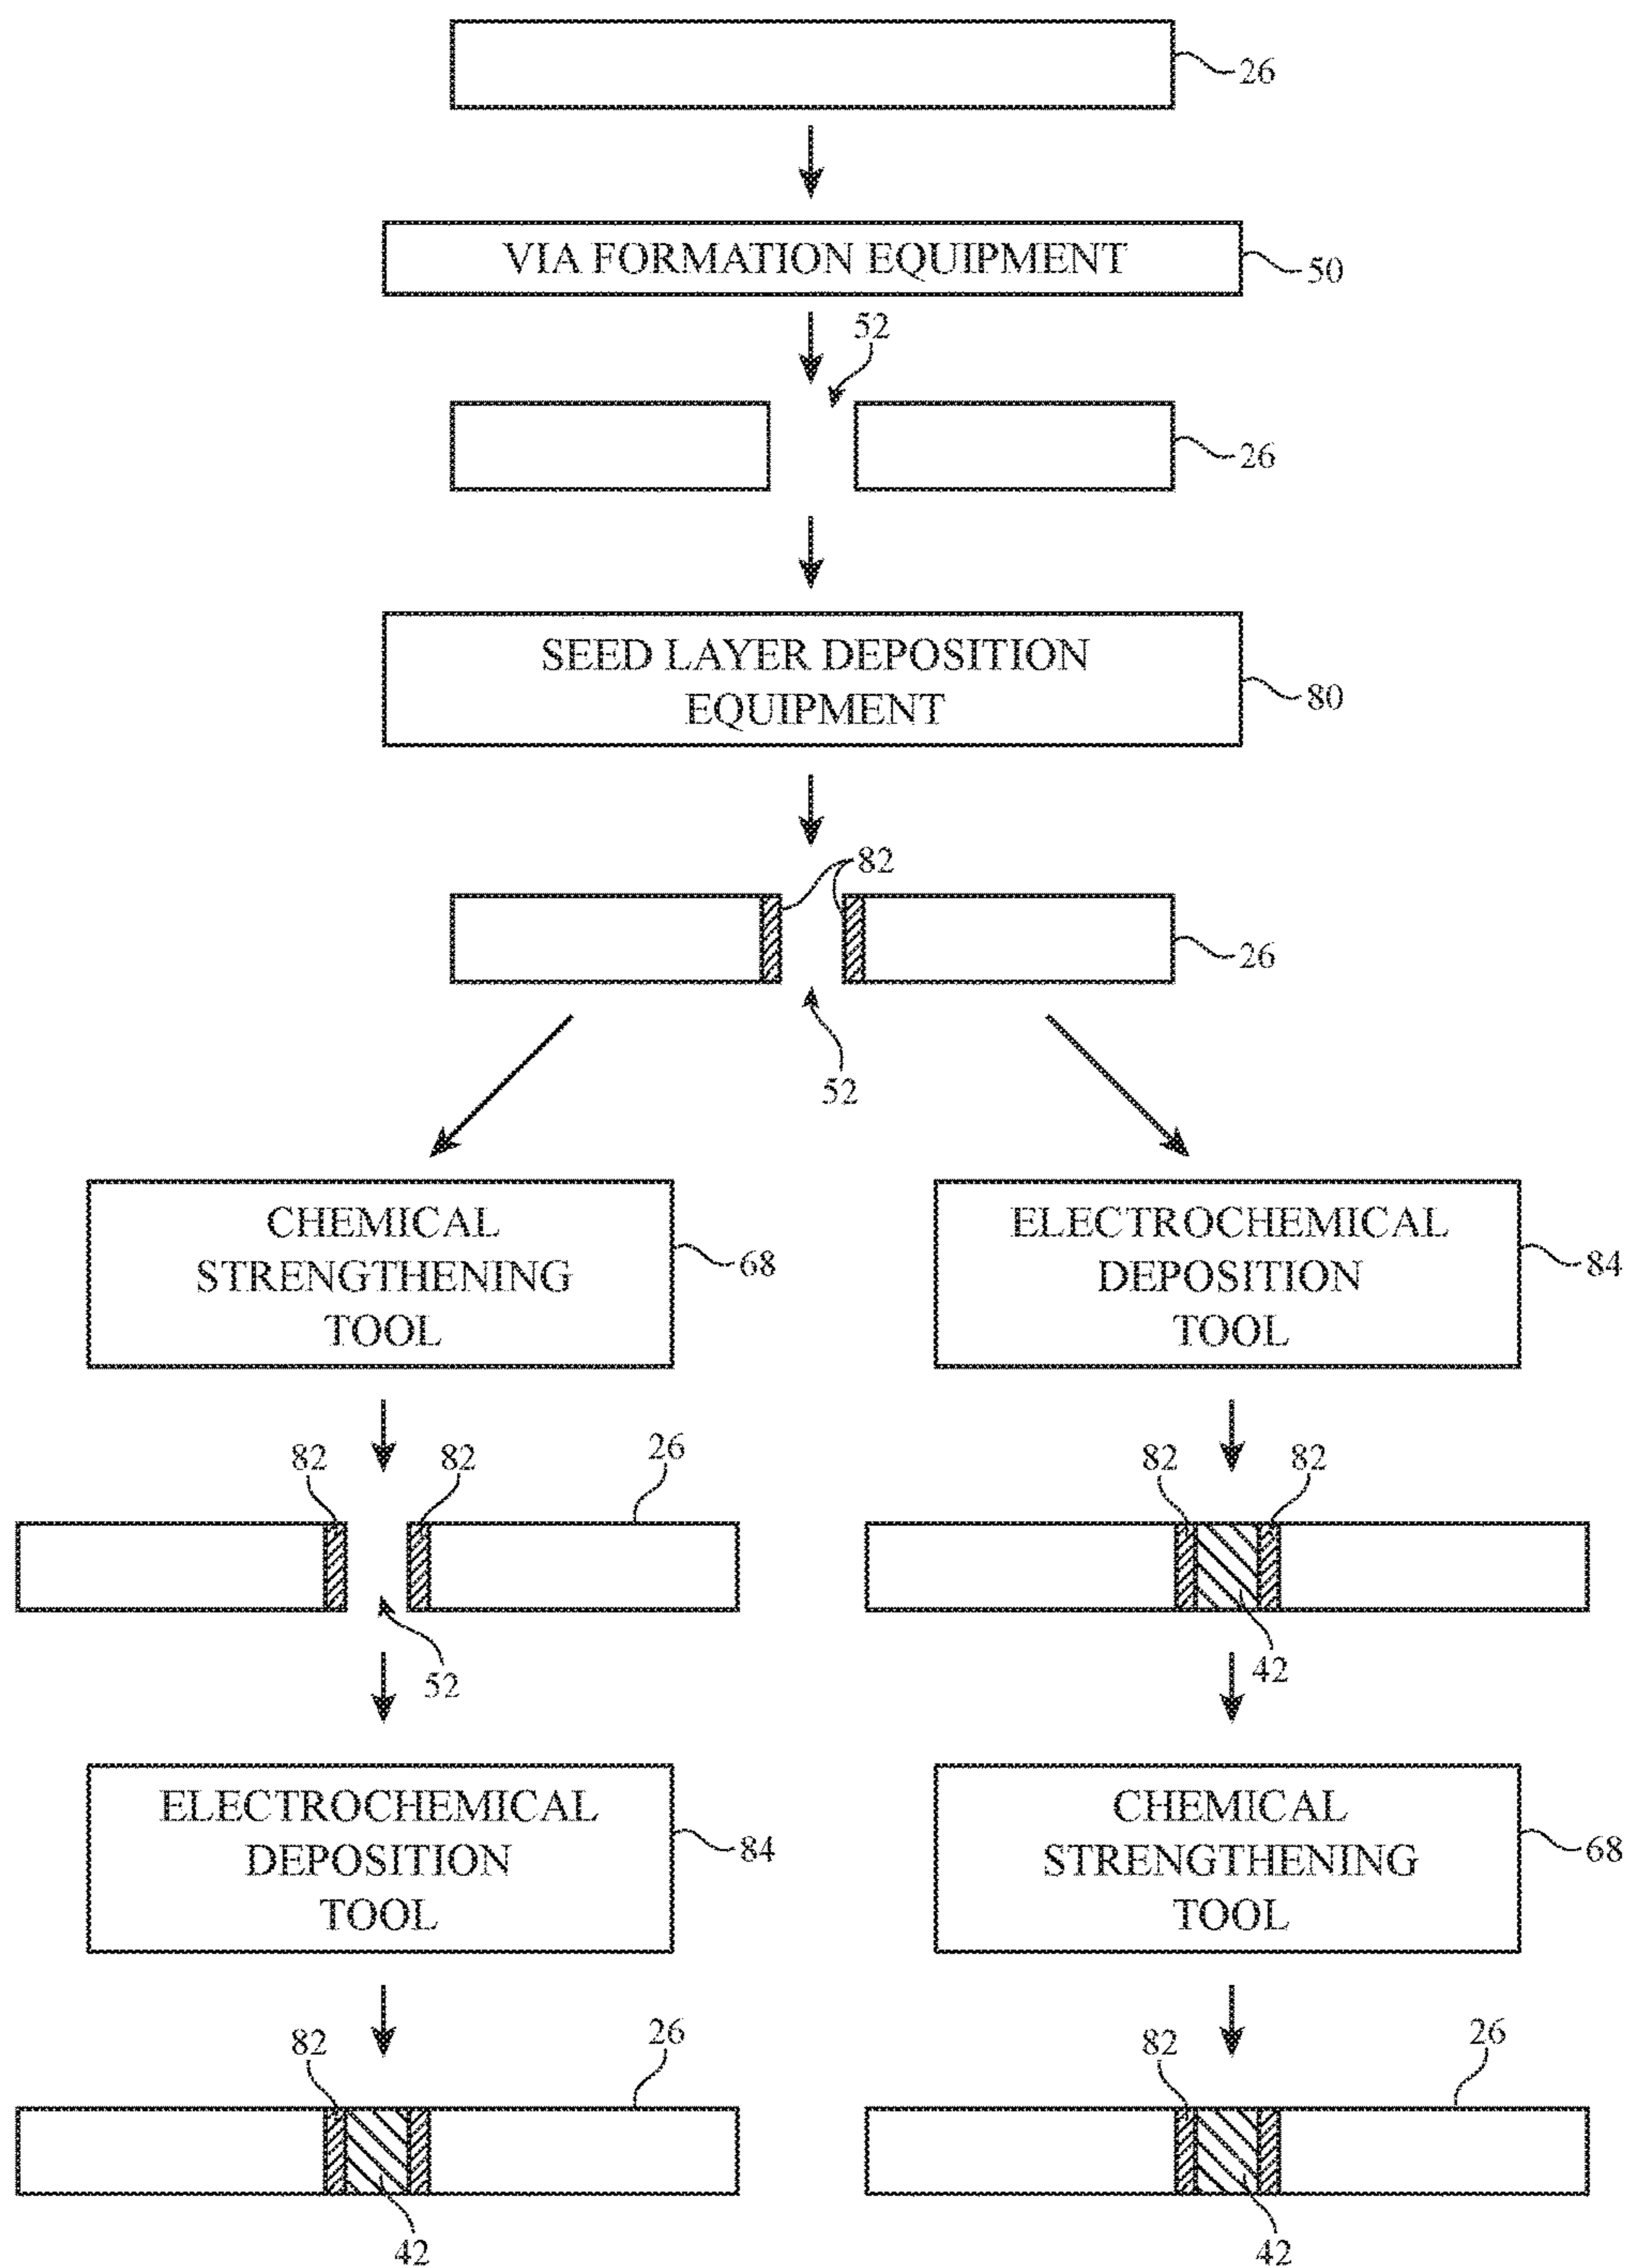 26
VIA FORMATION EQUIPMENT
50
52
26
SEED LAYER DEPOSITION
EQUIPMENT
80
82
26
52
CHEMICAL
STRENGTHENING
TOOL
68
ELECTROCHEMICAL
DEPOSITION
TOOL
84
82
82
26
52
82
82
42
ELECTROCHEMICAL
DEPOSITION
TOOL
84
CHEMICAL
STRENGTHENING
TOOL
68
82
26
42
82
26
42